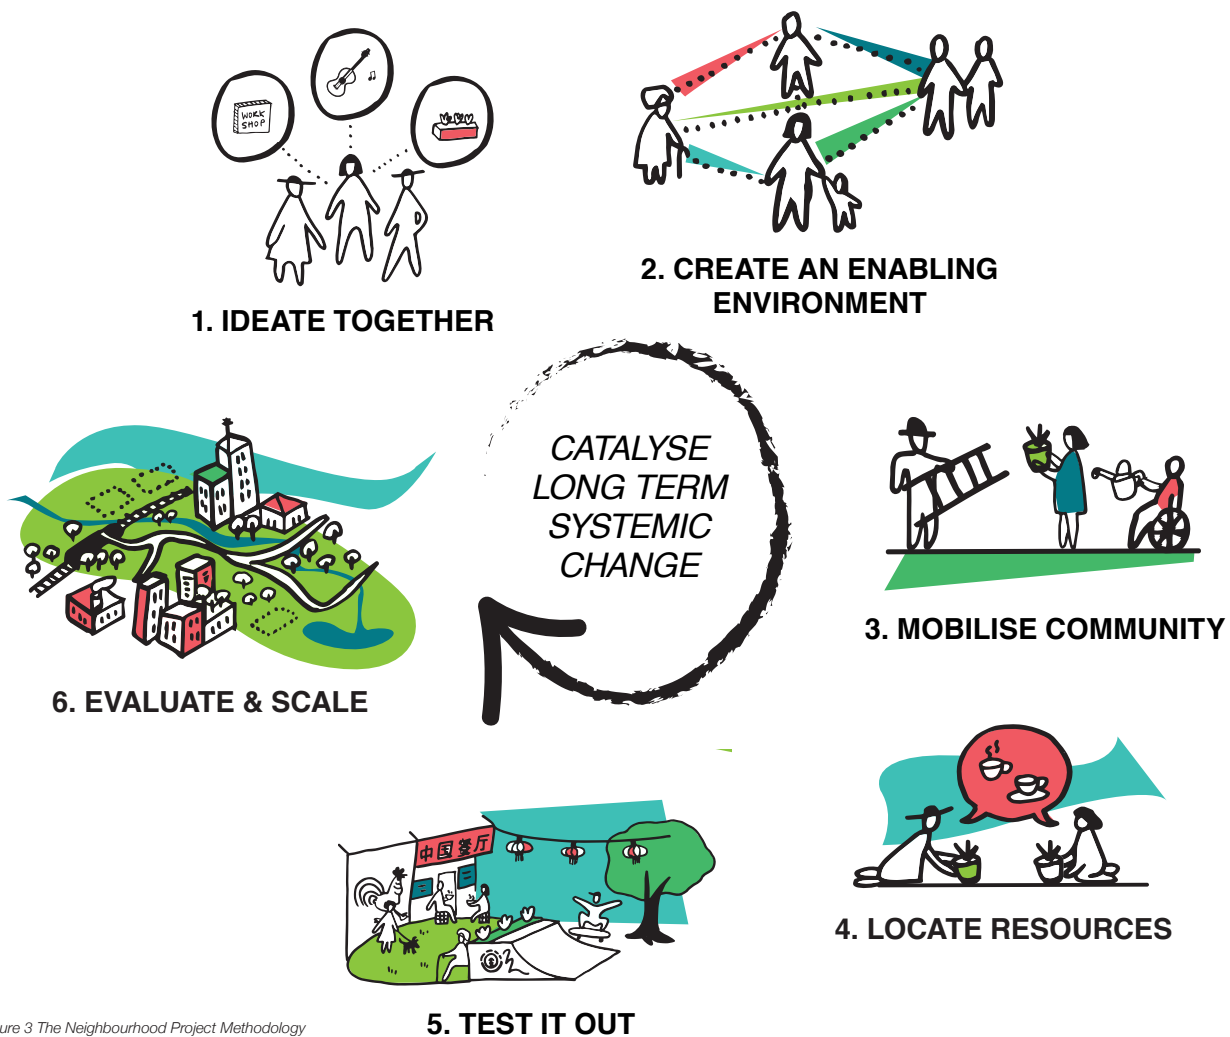 WORK
SHOP
1. IDEATE TOGETHER
2. CREATE AN ENABLING
ENVIRONMENT
CATALYSE
LONG TERM
SYSTEMIC
CHANGE
3. MOBILISE COMMUNITY
6. EVALUATE & SCALE
中国餐厅
4. LOCATE RESOURCES
5. TEST IT OUT
ure 3 The Neighbourhood Project Methodology